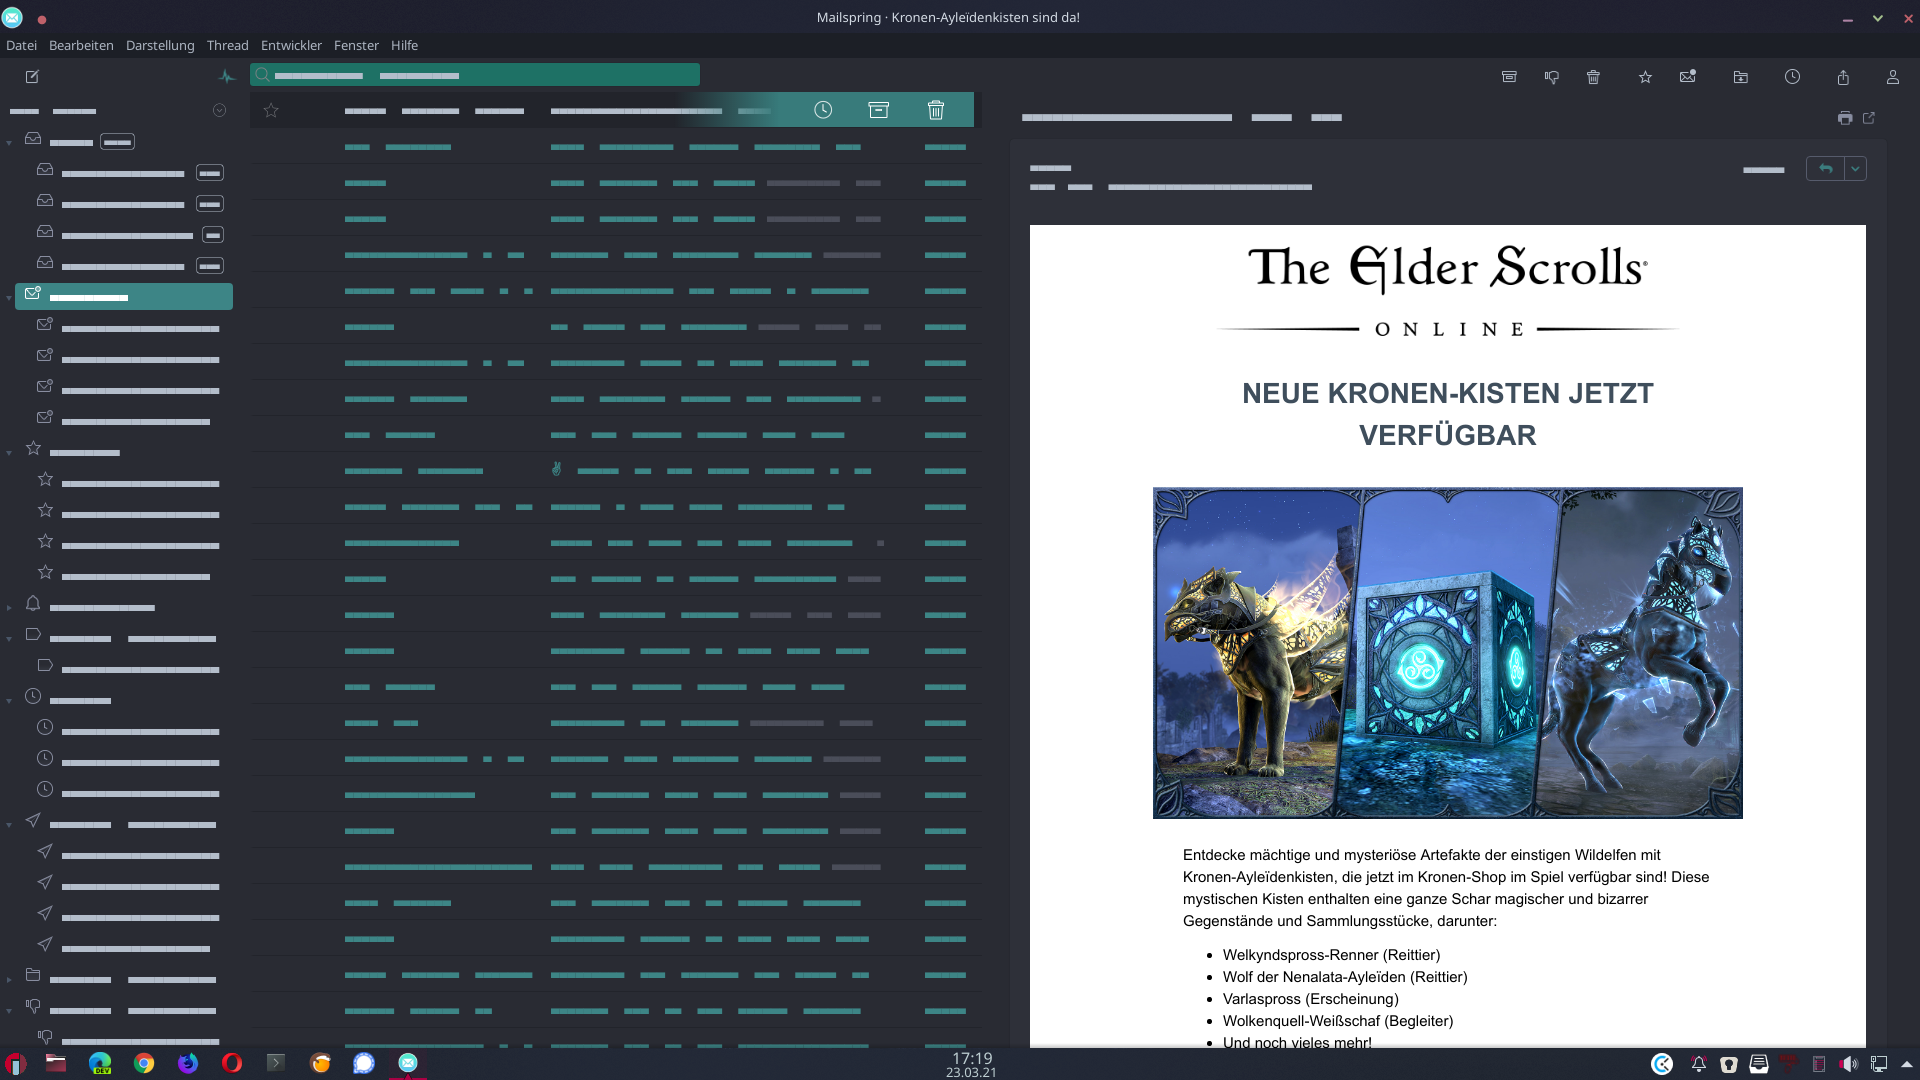 Mailspring · Kronen-Ayleïdenkisten sind da!
Datei Bearbeiten Darstellung Thread Entwickler Fenster Hilfe
The Elder Scrolls®
ONLINE
NEUE KRONEN-KISTEN JETZT
VERFÜGBAR
Entdecke mächtige und mysteriöse Artefakte der einstigen Wildelfen mit
Kronen-Ayleïdenkisten, die jetzt im Kronen-Shop im Spiel verfügbar sind! Diese
mystischen Kisten enthalten eine ganze Schar magischer und bizarrer
Gegenstände und Sammlungsstücke, darunter:
• Welkyndspross-Renner (Reittier)
• Wolf der Nenalata-Ayleïden (Reittier)
• Varlaspross (Erscheinung)
• Wolkenquell-Weißschaf (Begleiter)
• Und noch vieles mehr!
DEV
17:19
23.03.21